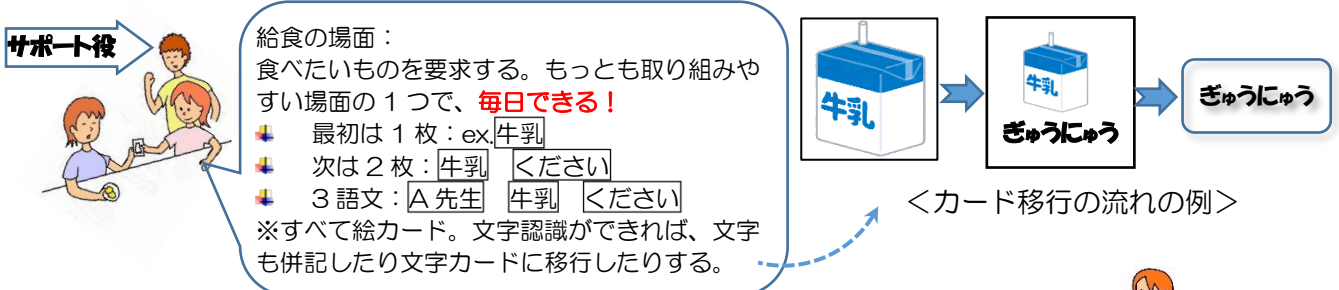 サポート役
給食の場面：
食べたいものを要求する。もっとも取り組みや
すい場面の１つで、毎日できる！
最初は１枚：ex.牛乳
次は２枚：牛乳 ください
３語文：A先生 牛乳 ください
※すべて絵カード。文字認識ができれば、文字
も併記したり文字カードに移行したりする。
牛乳
牛乳
ぎゅうにゅう
ぎゅうにゅう
＜カード移行の流れの例＞